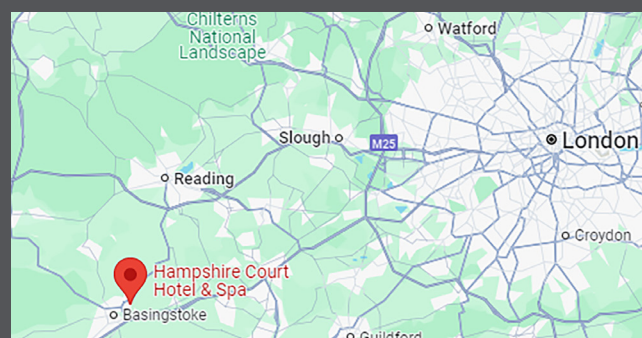 Chilterns
National
Landscape
Watford
Slough
M25
London
Reading
Croydon
Hampshire Court
Hotel & Spa
Basingstoke
Guildford